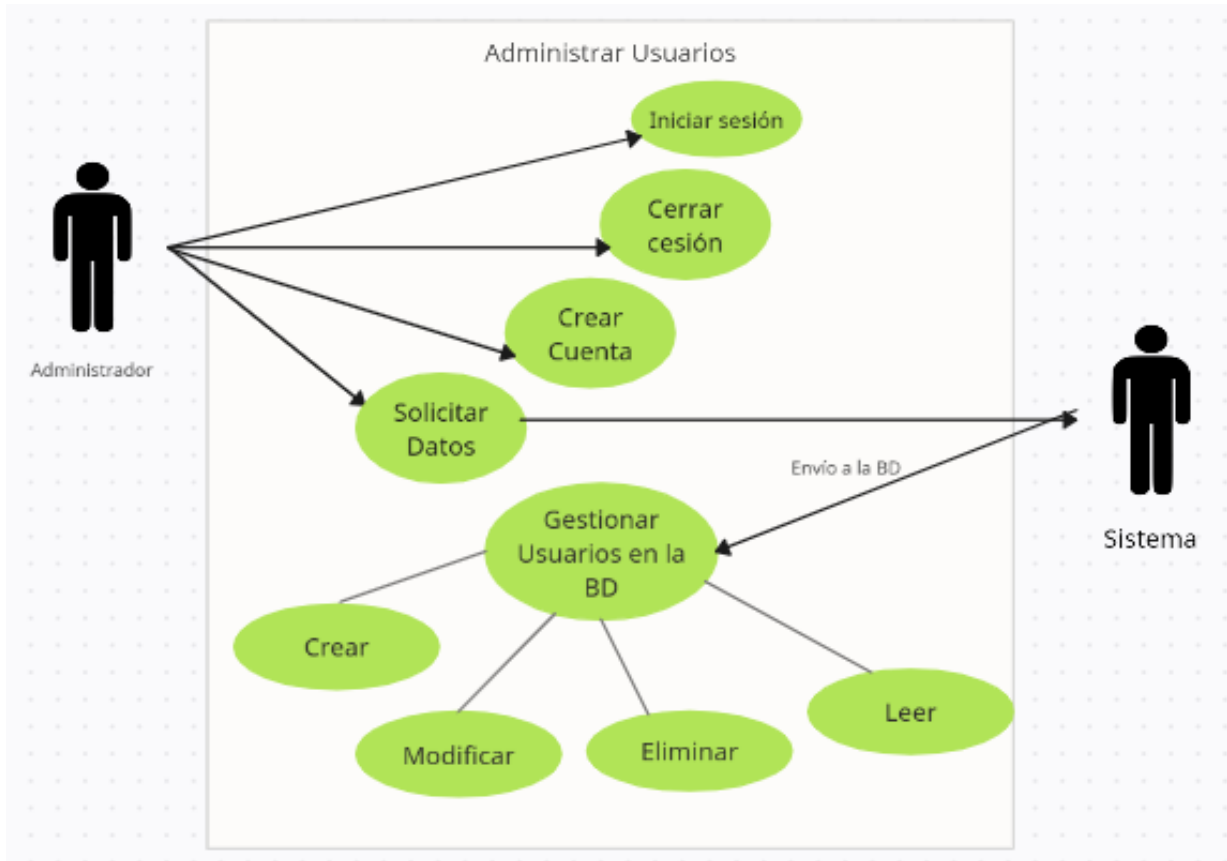 Administrar Usuarios
Iniciar sesión
Cerrar
cesión
Crear
Cuenta
Administrador
Solicitar
Datos
Envío a la BD
Gestionar
Usuarios en la
BD
Sistema
Crear
Leer
Modificar
Eliminar